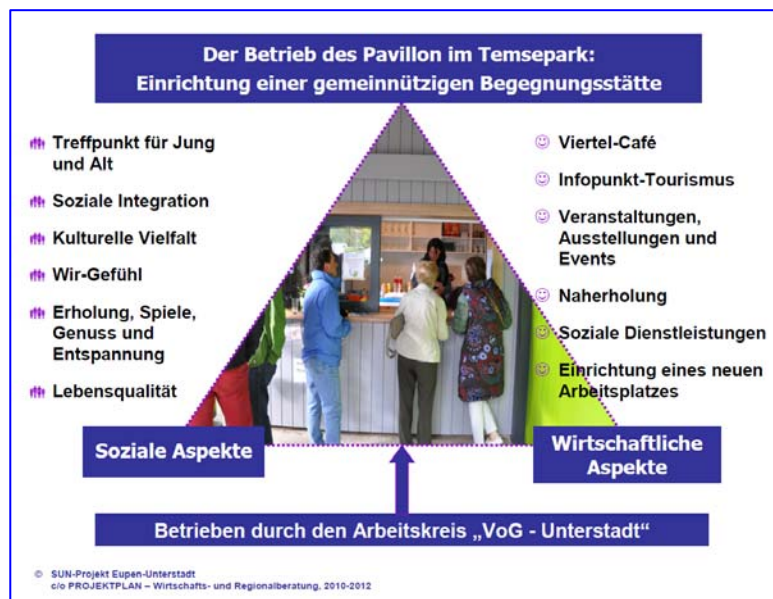 Der Betrieb des Pavillon im Temsepark:
Einrichtung einer gemeinnützigen Begegnungsstätte
Treffpunkt für Jung
und Alt
Soziale Integration
Kulturelle Vielfalt
Wir-Gefühl
Erholung, Spiele,
Genuss und
Entspannung
Lebensqualität
Viertel-Café
Infopunkt-Tourismus
Veranstaltungen,
Ausstellungen und
Events
Naherholung
Soziale Dienstleistungen
Einrichtung eines neuen
Arbeitsplatzes
Soziale Aspekte
Wirtschaftliche
Aspekte
Betrieben durch den Arbeitskreis „VoG - Unterstadt“
© SUN-Projekt Eupen-Unterstadt
c/o PROJEKTPLAN – Wirtschafts- und Regionalberatung, 2010-2012